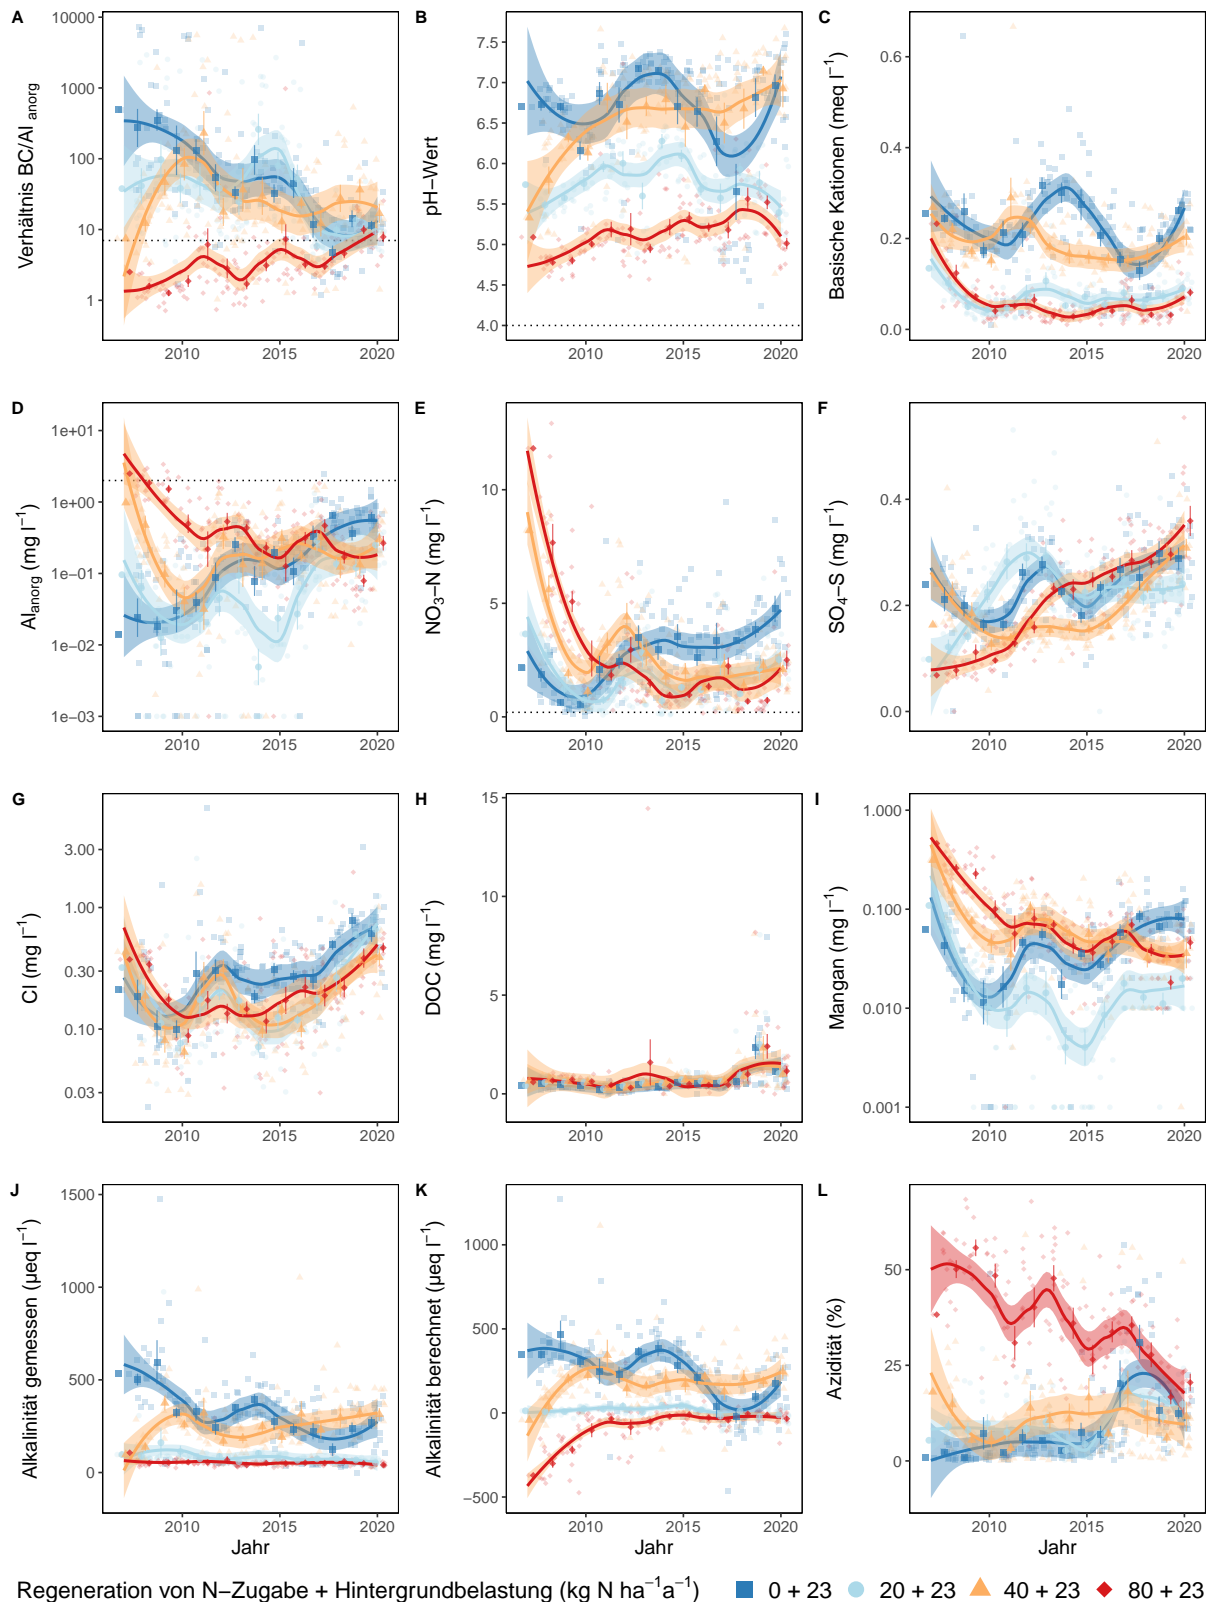 A
B
C
Verhältnis BC/Al anorg
10000
1000
100
10
1
2010
2015
2020
pH−Wert
7.5
7.0
6.5
6.0
5.5
5.0
4.5
4.0
2010
2015
2020
Basische Kationen (meq l−1)
0.6
0.4
0.2
0.0
2010
2015
2020
D
E
F
Alanorg (mg l−1)
1e+01
1e+00
1e−01
1e−02
1e−03
2010
2015
2020
NO3−N (mg l−1)
10
5
0
2010
2015
2020
SO4−S (mg l−1)
0.4
0.2
0.0
2010
2015
2020
G
H
I
Cl (mg l−1)
3.00
1.00
0.30
0.10
0.03
2010
2015
2020
DOC (mg l−1)
15
10
5
0
2010
2015
2020
Mangan (mg l−1)
1.000
0.100
0.010
0.001
2010
2015
2020
J
K
L
Alkalinität gemessen (µeq l−1)
1500
1000
500
0
2010
2015
2020
Jahr
Alkalinität berechnet (µeq l−1)
1000
500
0
−500
2010
2015
2020
Jahr
Azidität (%)
50
25
0
2010
2015
2020
Jahr
Regeneration von N−Zugabe + Hintergrundbelastung (kg N ha−1a−1) 0 + 23 20 + 23 40 + 23 80 + 23